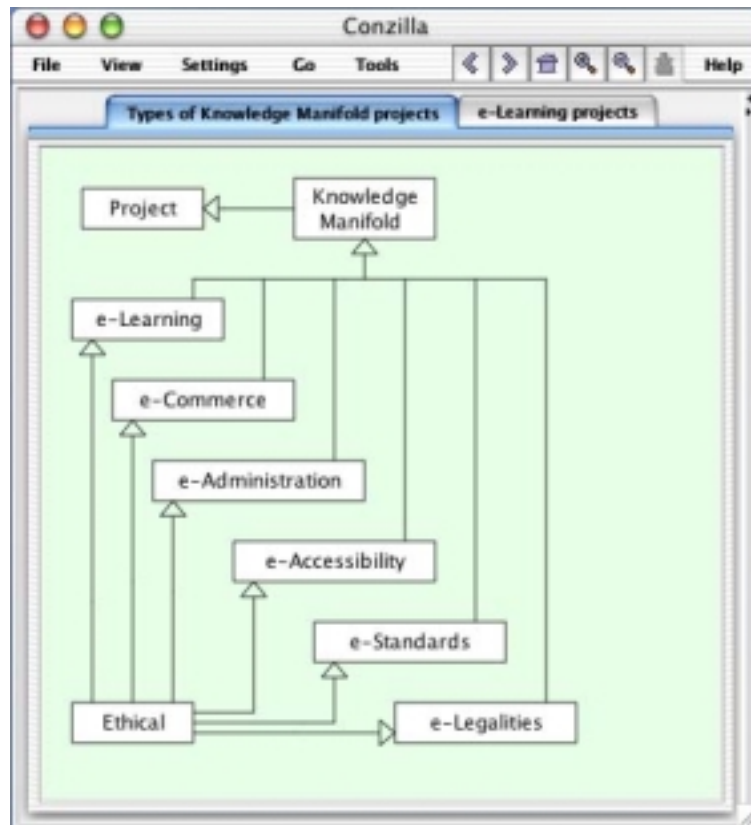 Conzilla
File View Settings Go Tools Help
Types of Knowledge Manifold projects e-Learning projects
Project
Knowledge
Manifold
e-Learning
e-Commerce
e-Administration
e-Accessibility
e-Standards
Ethical
e-Legalities